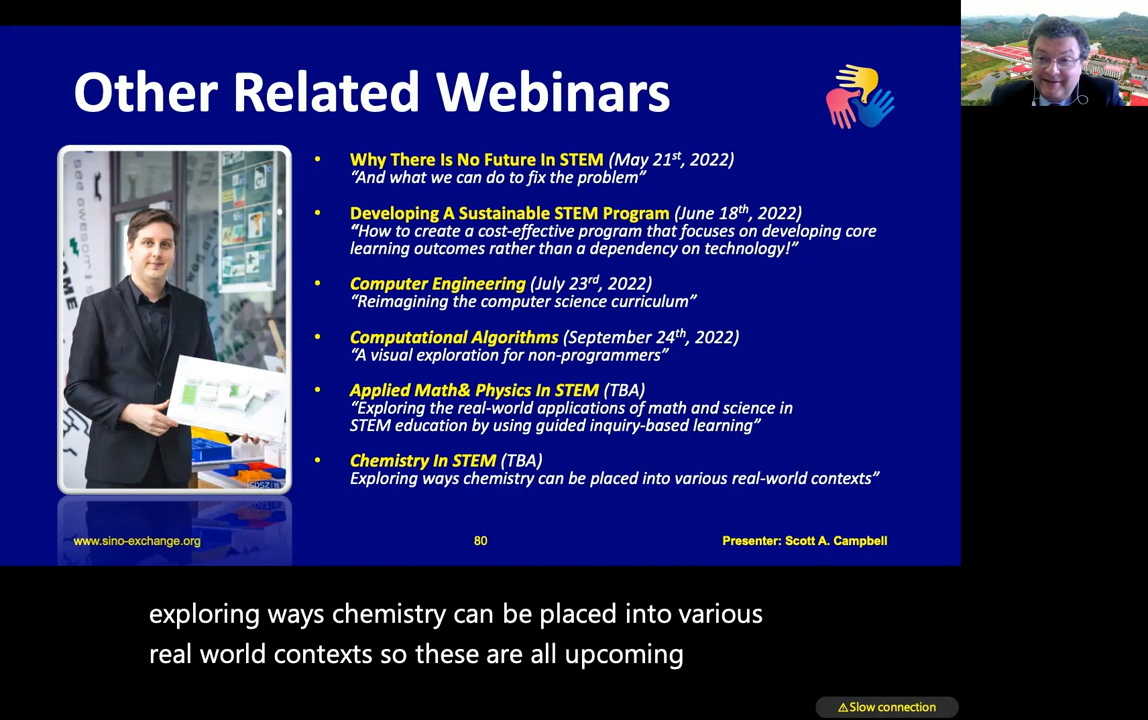 Other Related Webinars
• Why There Is No Future In STEM (May 21st, 2022)
“And what we can do to fix the problem”
• Developing A Sustainable STEM Program (June 18th, 2022)
“How to create a cost-effective program that focuses on developing core
learning outcomes rather than a dependency on technology!”
• Computer Engineering (July 23rd, 2022)
“Reimagining the computer science curriculum”
• Computational Algorithms (September 24th, 2022)
“A visual exploration for non-programmers”
• Applied Math& Physics In STEM (TBA)
“Exploring the real-world applications of math and science in
STEM education by using guided inquiry-based learning”
• Chemistry In STEM (TBA)
Exploring ways chemistry can be placed into various real-world contexts”
www.sino-exchange.org
80
Presenter: Scott A. Campbell
exploring ways chemistry can be placed into various
real world contexts so these are all upcoming
⚠Slow connection